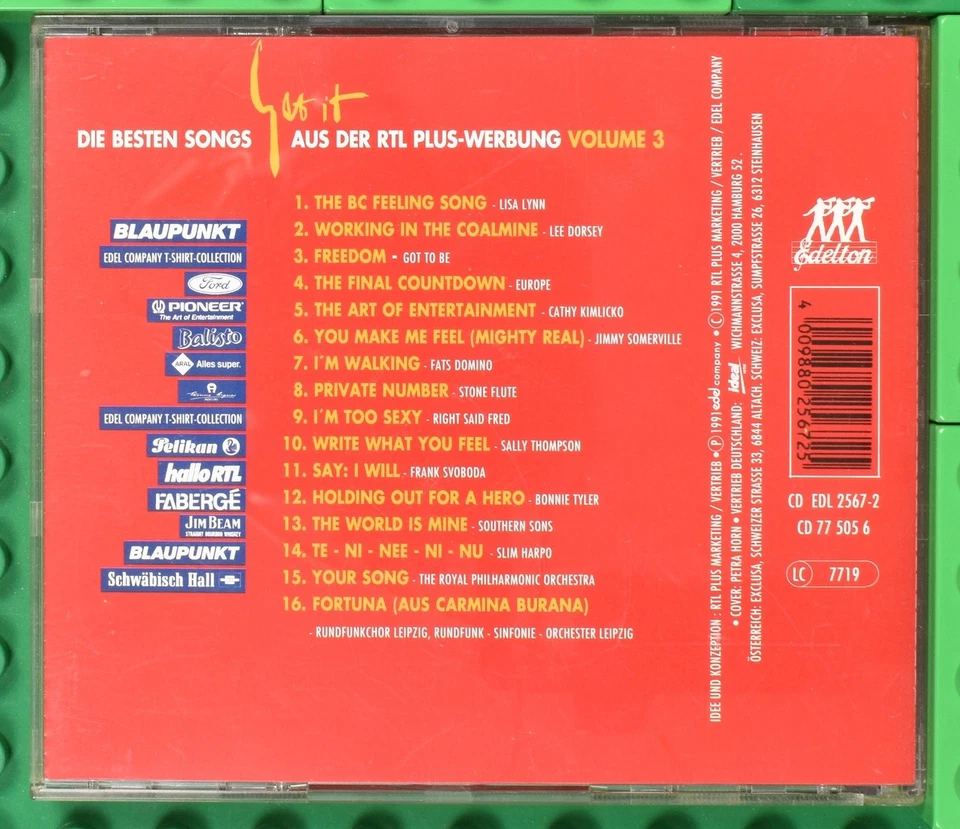 Get it
DIE BESTEN SONGS AUS DER RTL PLUS-WERBUNG VOLUME 3
1. THE BC FEELING SONG - LISA LYNN
BLAUPUNKT 2. WORKING IN THE COALMINE - LEE DORSEY
EDEL COMPANY T-SHIRT-COLLECTION 3. FREEDOM - GOT TO BE
Ford 4. THE FINAL COUNTDOWN - EUROPE
PIONEER The Art of Entertainment 5. THE ART OF ENTERTAINMENT - CATHY KIMLICKO
Balisto 6. YOU MAKE ME FEEL (MIGHTY REAL) - JIMMY SOMERVILLE
ARAL Alles super. 7. I´M WALKING - FATS DOMINO
8. PRIVATE NUMBER - STONE FLUTE
EDEL COMPANY T-SHIRT-COLLECTION 9. I´M TOO SEXY - RIGHT SAID FRED
Pelikan 10. WRITE WHAT YOU FEEL - SALLY THOMPSON
hallo RTL 11. SAY: I WILL - FRANK SVOBODA
FABERGÉ 12. HOLDING OUT FOR A HERO - BONNIE TYLER
JIM BEAM STRAIGHT BOURBON WHISKEY 13. THE WORLD IS MINE - SOUTHERN SONS
BLAUPUNKT 14. TE - NI - NEE - NI - NU - SLIM HARPO
Schwäbisch Hall 15. YOUR SONG - THE ROYAL PHILHARMONIC ORCHESTRA
16. FORTUNA (AUS CARMINA BURANA)
- RUNDFUNKCHOR LEIPZIG, RUNDFUNK - SINFONIE - ORCHESTER LEIPZIG
IDEE UND KONZEPTION : RTL PLUS MARKETING / VERTRIEB • Ⓟ 1991 edel company • Ⓒ 1991 RTL PLUS MARKETING / VERTRIEB / EDEL COMPANY
• COVER: PETRA HORN • VERTRIEB DEUTSCHLAND: ideal WICHMANNSTRASSE 4, 2000 HAMBURG 52.
ÖSTERREICH: EXCLUSA, SCHWEIZER STRASSE 33, 6844 ALTACH. SCHWEIZ: EXCLUSA, SUMPFSTRASSE 26, 6312 STEINHAUSEN
Edelton
4 009880 256725
CD EDL 2567-2
CD 77 505 6
LC 7719